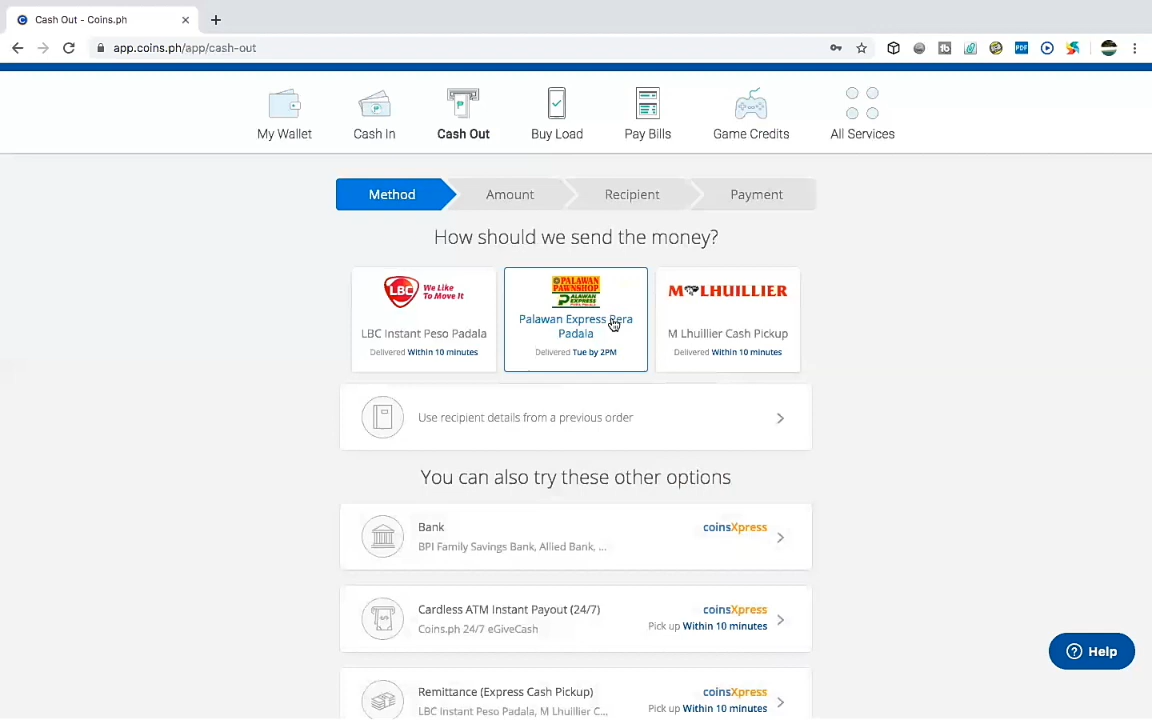 Cash Out - Coins.ph
app.coins.ph/app/cash-out
My Wallet
Cash In
Cash Out
Buy Load
Pay Bills
Game Credits
All Services
Method
Amount
Recipient
Payment
How should we send the money?
LBC
We Like
To Move It
LBC Instant Peso Padala
Delivered Within 10 minutes
PALAWAN
PAWNSHOP
PALAWAN
EXPRESS
Palawan Express Pera
Padala
Delivered Tue by 2PM
MLHUILLIER
M Lhuillier Cash Pickup
Delivered Within 10 minutes
Use recipient details from a previous order
You can also try these other options
Bank
BPI Family Savings Bank, Allied Bank, ...
coinsXpress
Cardless ATM Instant Payout (24/7)
Coins.ph 24/7 eGiveCash
coinsXpress
Pick up Within 10 minutes
Remittance (Express Cash Pickup)
LBC Instant Peso Padala, M Lhuillier C...
coinsXpress
Pick up Within 10 minutes
Help